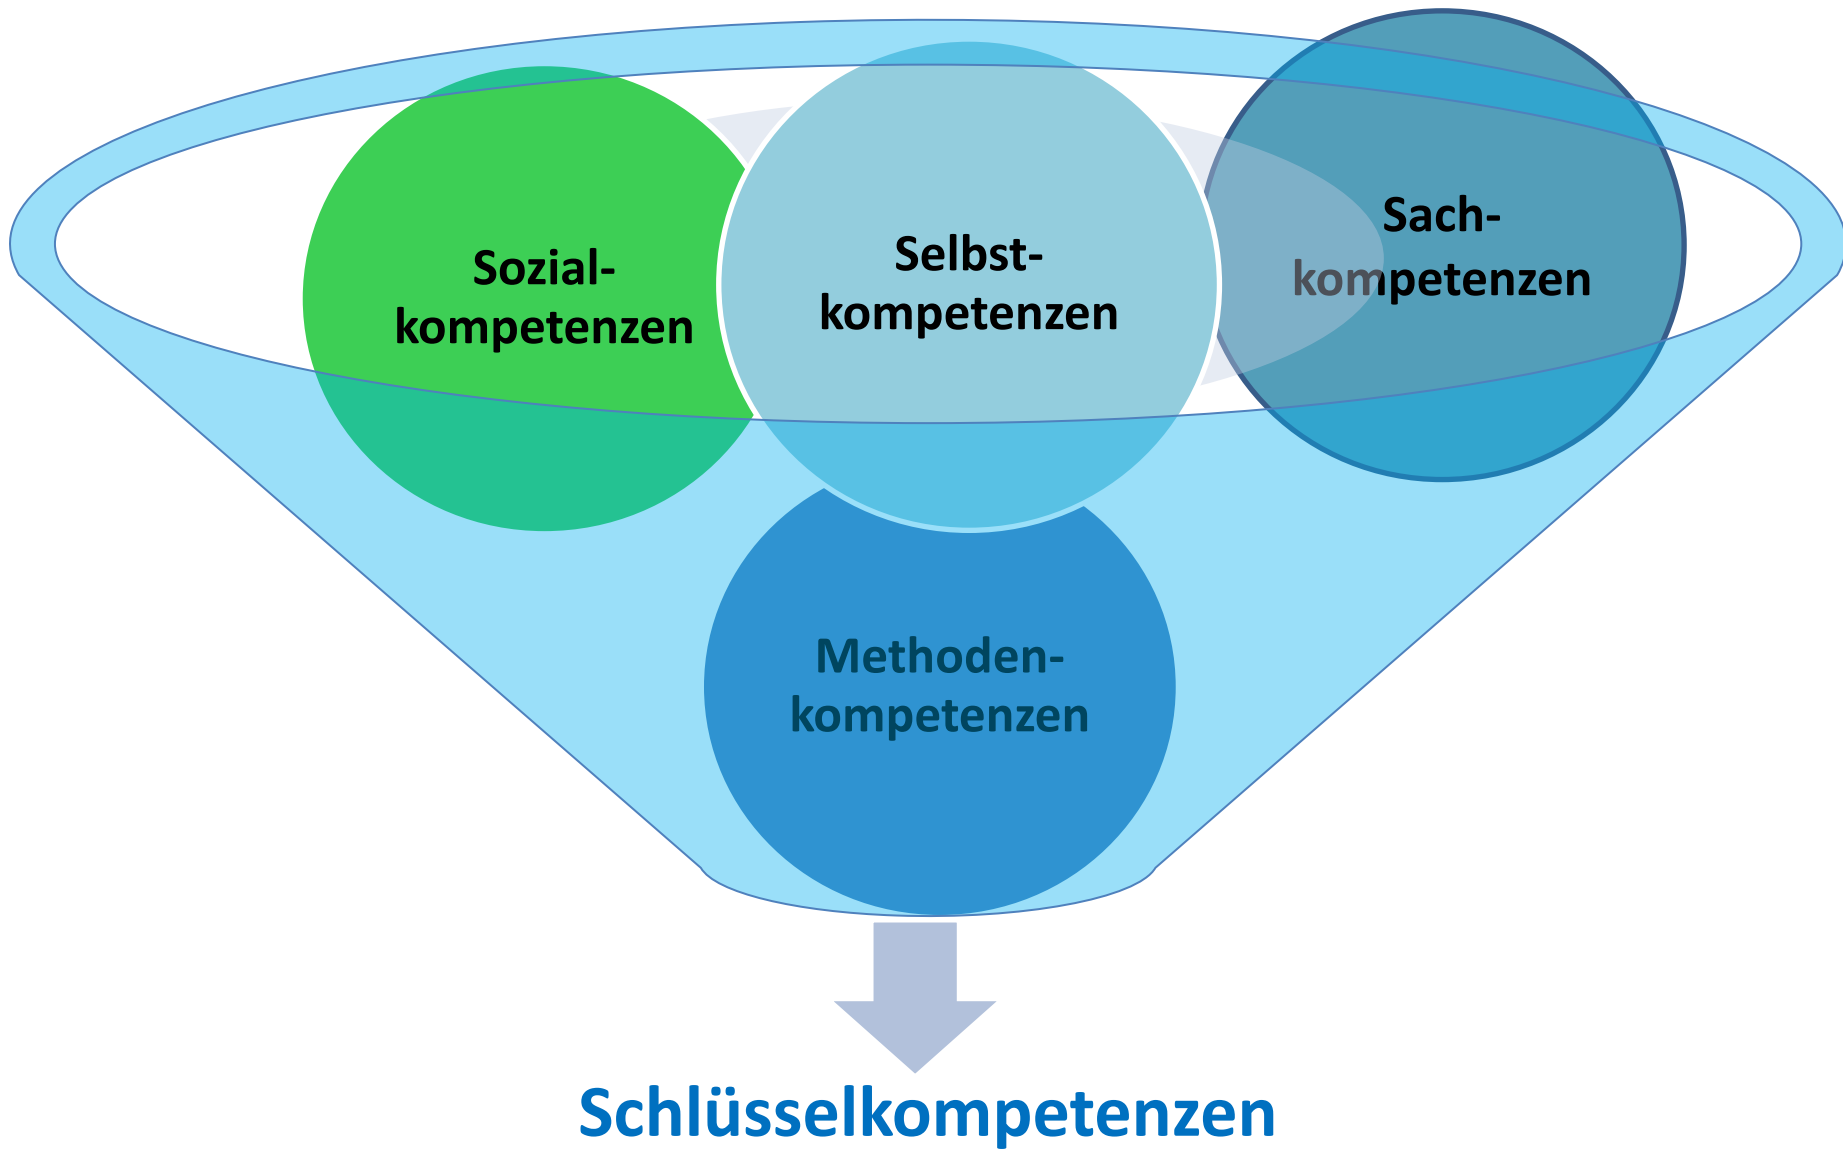 Sozial-
kompetenzen
Selbst-
kompetenzen
Sach-
kompetenzen
Methoden-
kompetenzen
Schlüsselkompetenzen